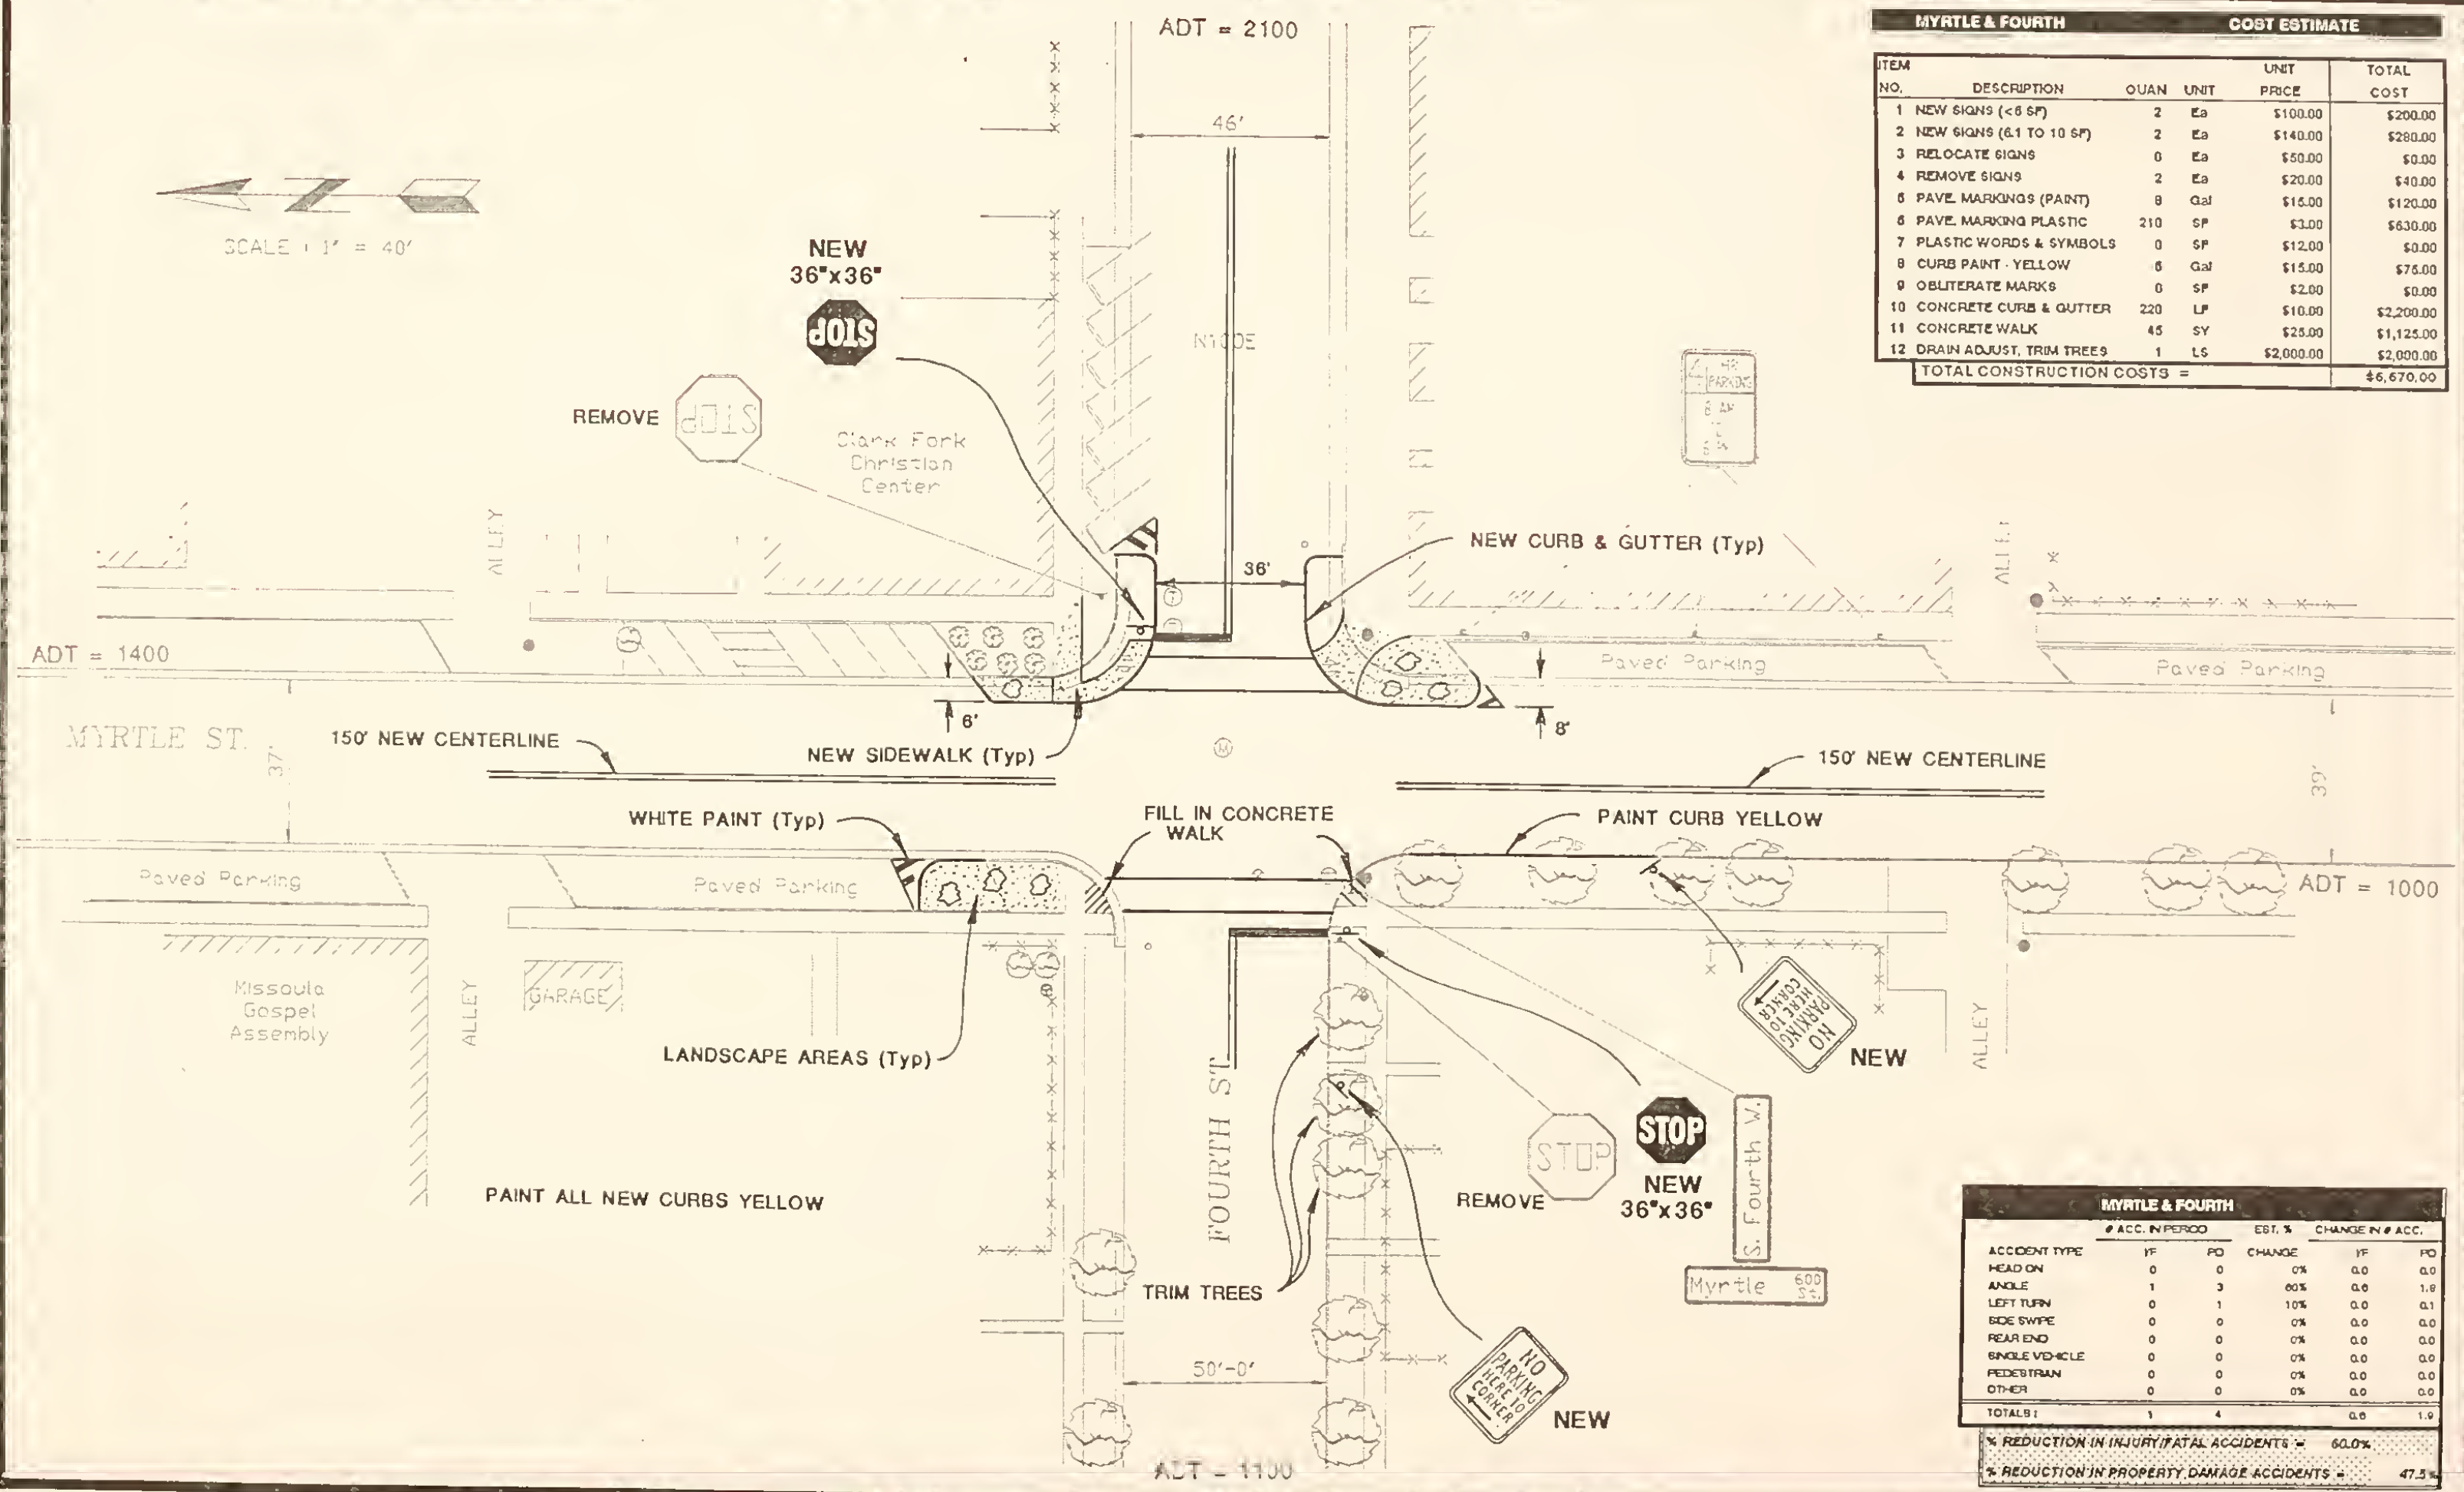 ADT = 2100
46'
SCALE : 1" = 40'
NEW
36"x36"
STOP
REMOVE
STOP
Clark Fork
Christian
Center
ALLEY
NEW CURB & GUTTER (Typ)
36'
ALLEY
ADT = 1400
Paved Parking
Paved Parking
MYRTLE ST.
37'
6'
8'
150' NEW CENTERLINE
NEW SIDEWALK (Typ)
M
150' NEW CENTERLINE
39'
WHITE PAINT (Typ)
FILL IN CONCRETE
WALK
PAINT CURB YELLOW
Paved Parking
Paved Parking
ADT = 1000
Missoula
Gospel
Assembly
ALLEY
GARAGE
LANDSCAPE AREAS (Typ)
NO
PARKING
HERE TO
CORNER
NEW
ALLEY
FOURTH ST.
STOP
REMOVE
STOP
NEW
36"x36"
S. Fourth W.
Myrtle 600 St.
PAINT ALL NEW CURBS YELLOW
TRIM TREES
50'-0'
NO
PARKING
HERE TO
CORNER
NEW
ADT = 1100
MYRTLE & FOURTH COST ESTIMATE
ITEM NO. DESCRIPTION QUAN UNIT UNIT PRICE TOTAL COST
1 NEW SIGNS (<6 SF) 2 Ea $100.00 $200.00
2 NEW SIGNS (6.1 TO 10 SF) 2 Ea $140.00 $280.00
3 RELOCATE SIGNS 0 Ea $50.00 $0.00
4 REMOVE SIGNS 2 Ea $20.00 $40.00
5 PAVE. MARKINGS (PAINT) 8 Gal $15.00 $120.00
6 PAVE. MARKING PLASTIC 210 SF $3.00 $630.00
7 PLASTIC WORDS & SYMBOLS 0 SF $12.00 $0.00
8 CURB PAINT - YELLOW 5 Gal $15.00 $75.00
9 OBLITERATE MARKS 0 SF $2.00 $0.00
10 CONCRETE CURB & GUTTER 220 LF $10.00 $2,200.00
11 CONCRETE WALK 45 SY $25.00 $1,125.00
12 DRAIN ADJUST, TRIM TREES 1 LS $2,000.00 $2,000.00
TOTAL CONSTRUCTION COSTS = $6,670.00
MYRTLE & FOURTH
# ACC. IN PERIOD EST. % CHANGE IN # ACC.
ACCIDENT TYPE I/F PD CHANGE I/F PD
HEAD ON 0 0 0% 0.0 0.0
ANGLE 1 3 60% 0.6 1.8
LEFT TURN 0 1 10% 0.0 0.1
SIDE SWIPE 0 0 0% 0.0 0.0
REAR END 0 0 0% 0.0 0.0
SINGLE VEHICLE 0 0 0% 0.0 0.0
PEDESTRIAN 0 0 0% 0.0 0.0
OTHER 0 0 0% 0.0 0.0
TOTALS: 1 4 0.6 1.9
% REDUCTION IN INJURY/FATAL ACCIDENTS = 60.0%
% REDUCTION IN PROPERTY DAMAGE ACCIDENTS = 47.5%